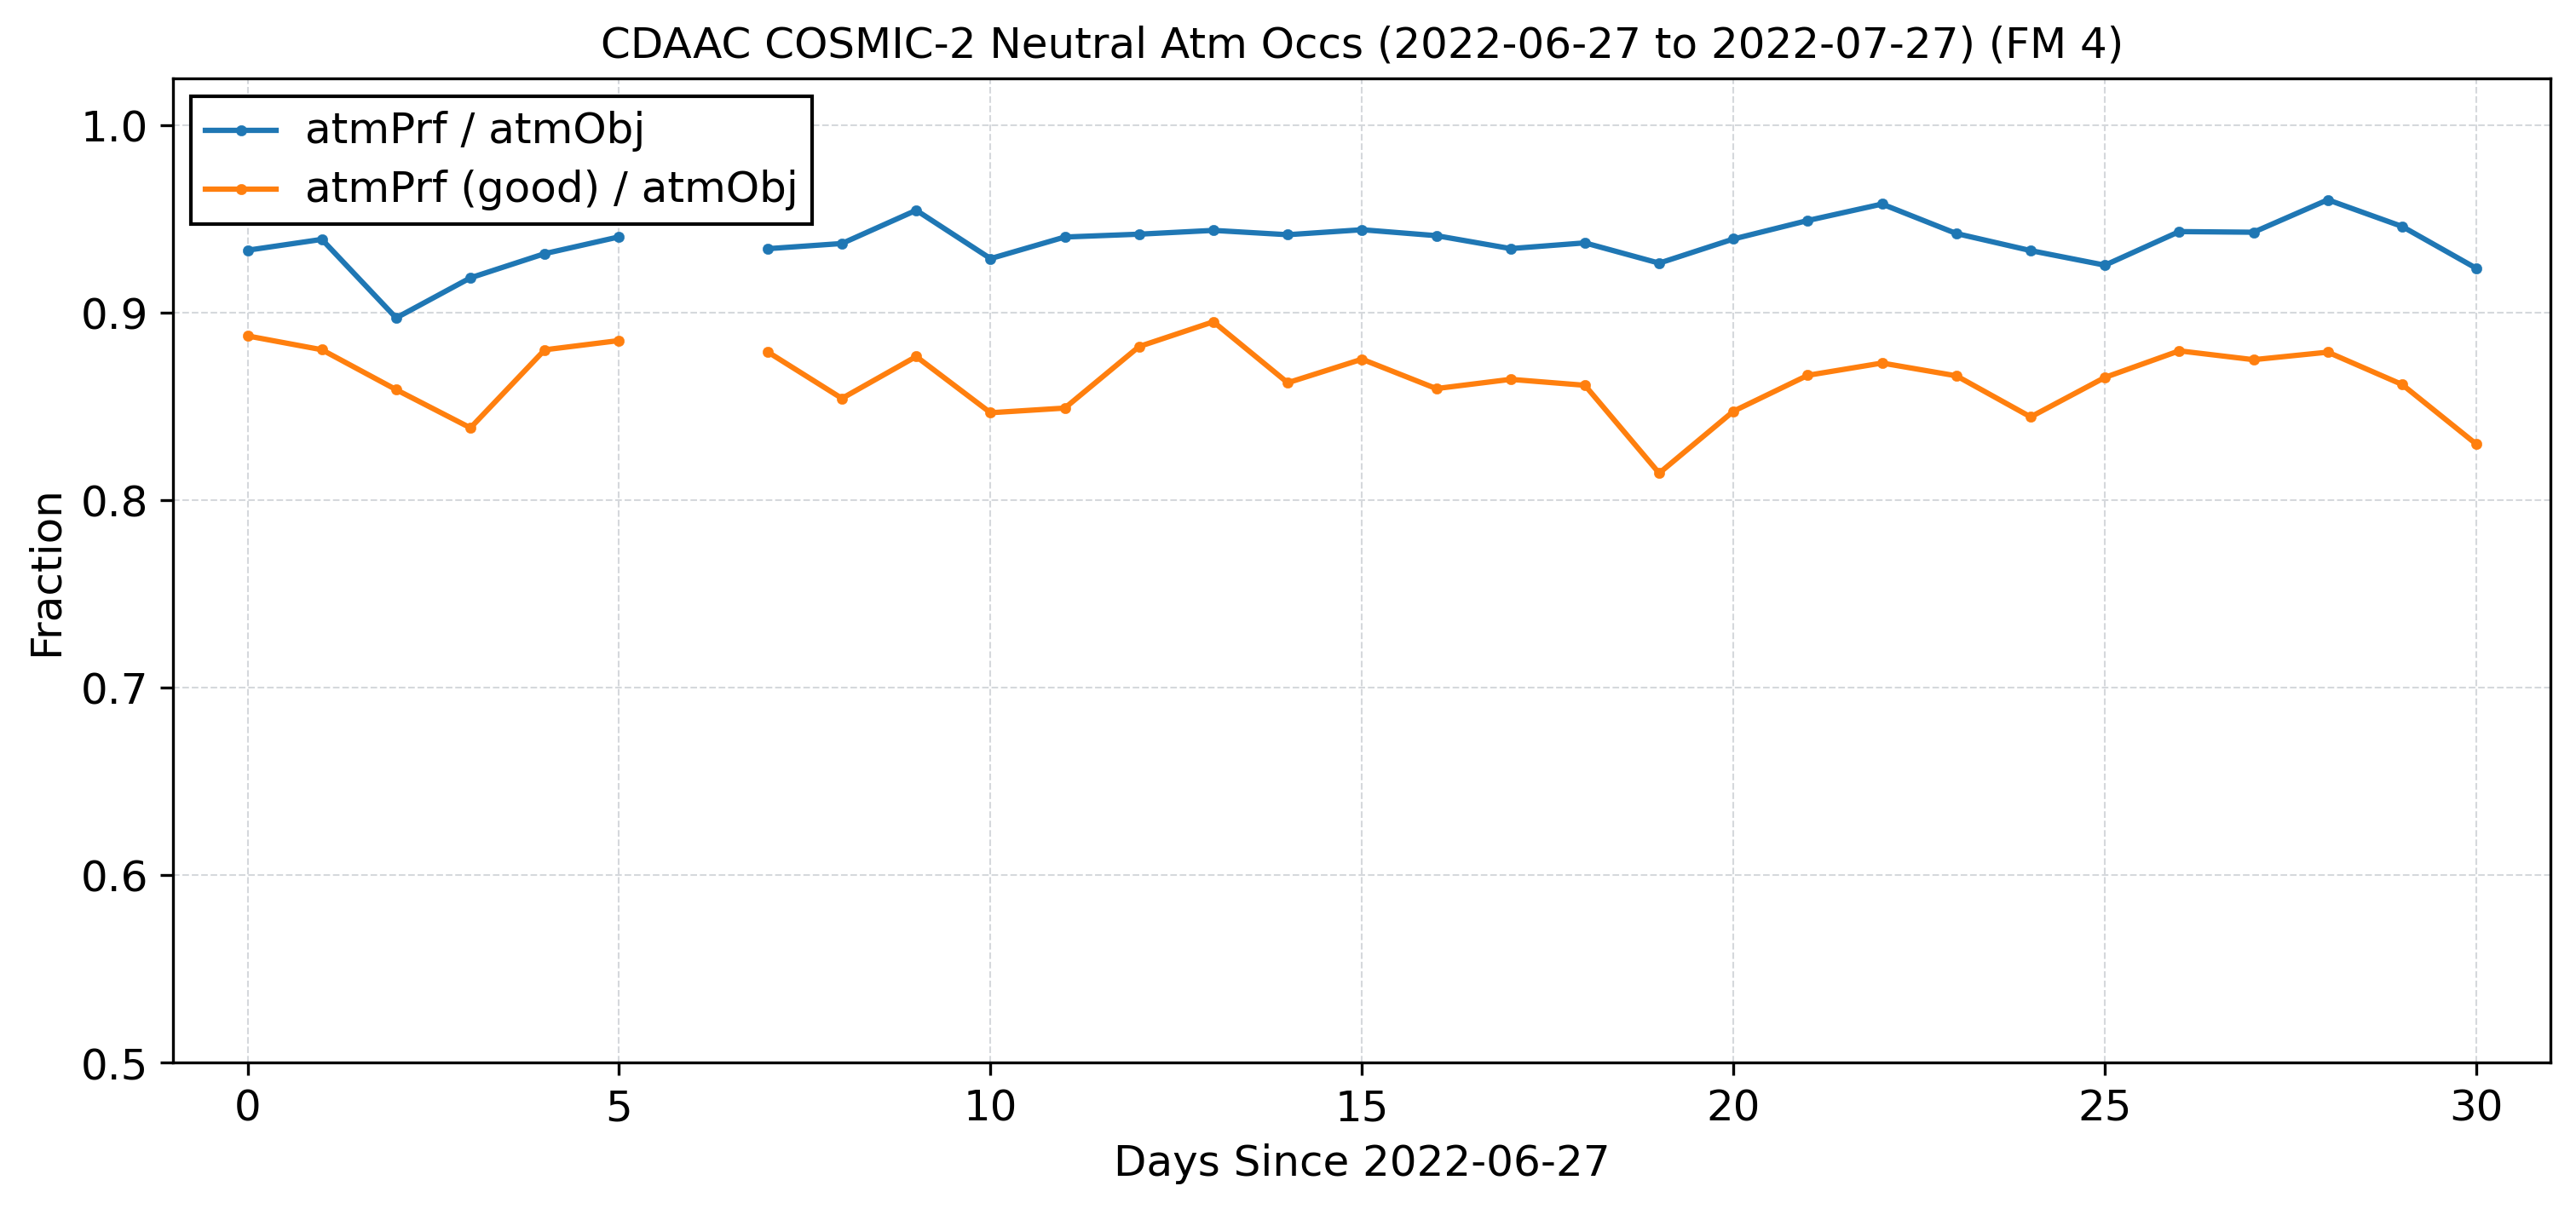 CDAAC COSMIC-2 Neutral Atm Occs (2022-06-27 to 2022-07-27) (FM 4)
atmPrf / atmObj
atmPrf (good) / atmObj
1.0
0.9
0.8
0.7
0.6
0.5
Fraction
0 5 10 15 20 25 30
Days Since 2022-06-27